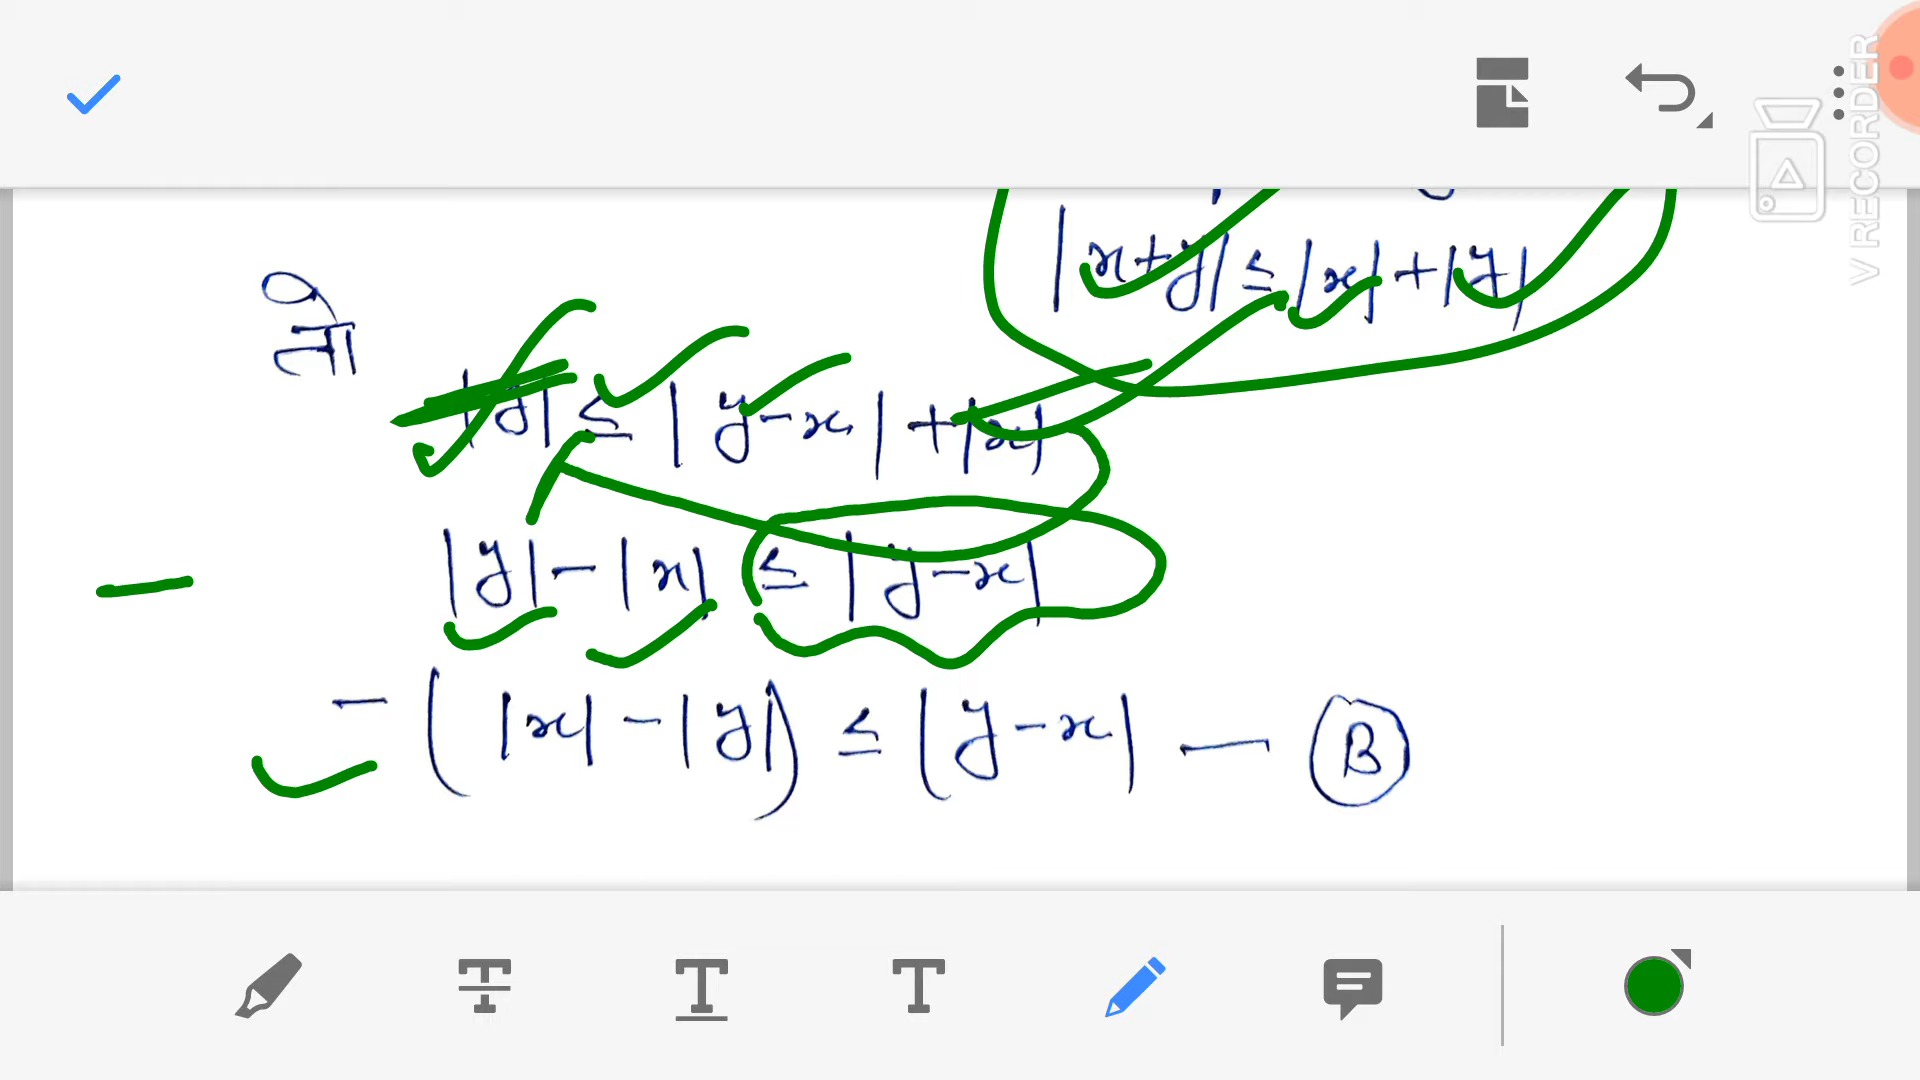 |x+y| ≤ |x|+|y|
तो
|y| ≤ |y-x| + |x|
|y| - |x| ≤ |y-x|
- (|x| - |y|) ≤ |y-x| — B
V RECORDER